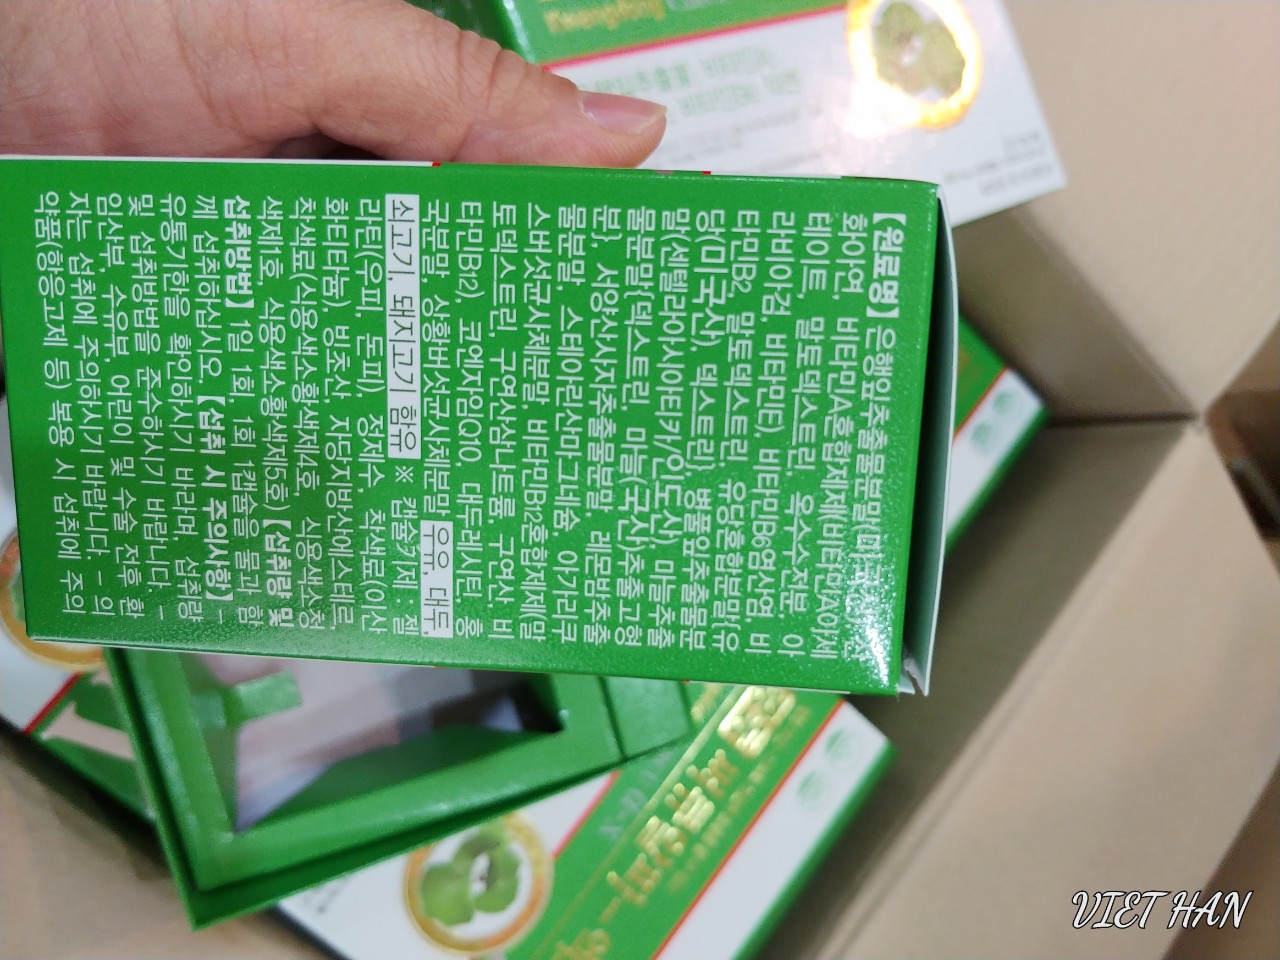 【원료명】 은행잎추출물분말(미국산), 산
화아연, 비타민A혼합제제(비타민A아세
테이트, 말토덱스트린, 옥수수전분, 아
라비아검, 비타민E), 비타민B6염산염, 비
타민B2, 말토덱스트린, 유당혼합분말{유
당(미국산), 덱스트린}, 병풀잎추출물분
말(센텔라아시아티카/인도산), 마늘추출
물분말{덱스트린, 마늘(국산)추출고형
분}, 서양산사자추출물분말, 레몬밤추출
물분말, 스테아린산마그네슘, 아가리쿠
스버섯균사체분말, 비타민B12혼합제제(말
토덱스트린, 구연산삼나트륨, 구연산, 비
타민B12), 코엔자임Q10, 대두레시틴, 홍
국분말, 상황버섯균사체분말 우유, 대두,
쇠고기, 돼지고기 함유 ※ 캡슐기제 젤
라틴(우피, 돈피), 정제수, 착색료(이산
화티타늄), 방초산 자당지방산에스테르,
착색료(식용색소황색제4호, 식용색소청
색제1호, 식용색소황색제5호) 【섭취량 및
섭취방법】 1일 1회, 1회 1캡슐을 물과 함
께 섭취하십시오. 【섭취 시 주의사항】 -
유통기한을 확인하시기 바라며, 섭취량
및 섭취방법을 준수하시기 바랍니다. -
임산부, 수유부, 어린이 및 수술 전후 환
자는 섭취에 주의하시기 바랍니다. - 의
약품(항응고제 등) 복용 시 섭취에 주의
Kwangdong
VIET HAN